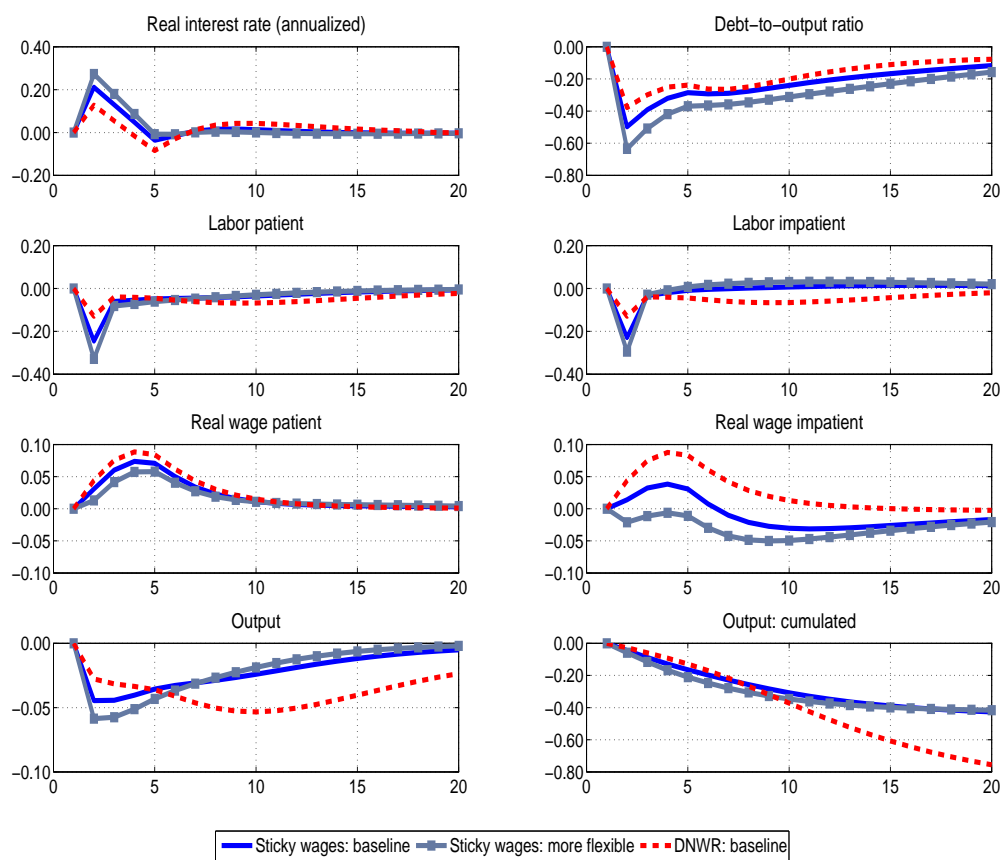 Real interest rate (annualized)
0.40
0.20
0.00
−0.20
0 5 10 15 20
Debt−to−output ratio
0.00
−0.20
−0.40
−0.60
−0.80
0 5 10 15 20
Labor patient
0.20
0.00
−0.20
−0.40
0 5 10 15 20
Labor impatient
0.20
0.00
−0.20
−0.40
0 5 10 15 20
Real wage patient
0.10
0.05
0.00
−0.05
−0.10
0 5 10 15 20
Real wage impatient
0.10
0.05
0.00
−0.05
−0.10
0 5 10 15 20
Output
0.00
−0.05
−0.10
0 5 10 15 20
Output: cumulated
0.00
−0.20
−0.40
−0.60
−0.80
0 5 10 15 20
Sticky wages: baseline Sticky wages: more flexible DNWR: baseline